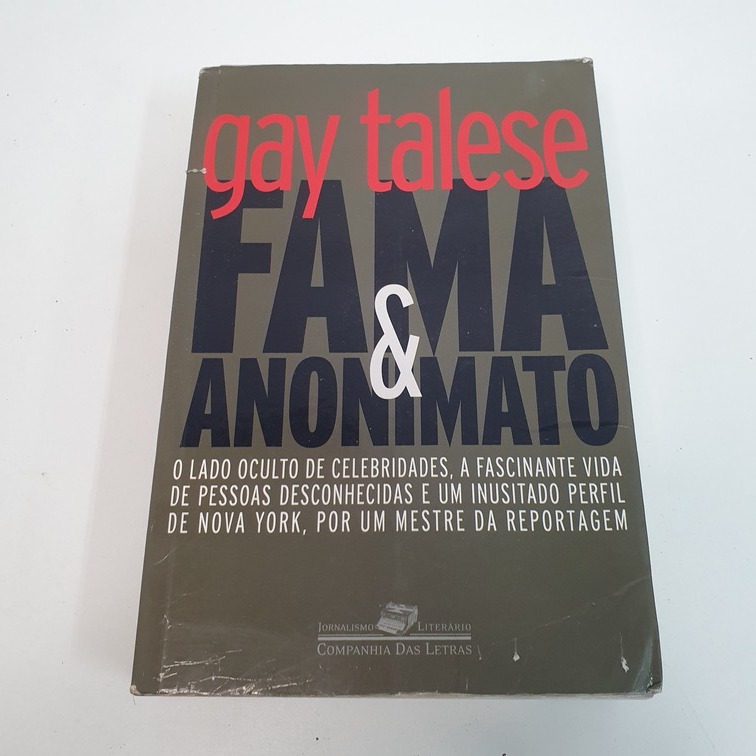 gay talese
FAMA
&
ANONIMATO
O LADO OCULTO DE CELEBRIDADES, A FASCINANTE VIDA
DE PESSOAS DESCONHECIDAS E UM INUSITADO PERFIL
DE NOVA YORK, POR UM MESTRE DA REPORTAGEM
JORNALISMO LITERÁRIO
COMPANHIA DAS LETRAS